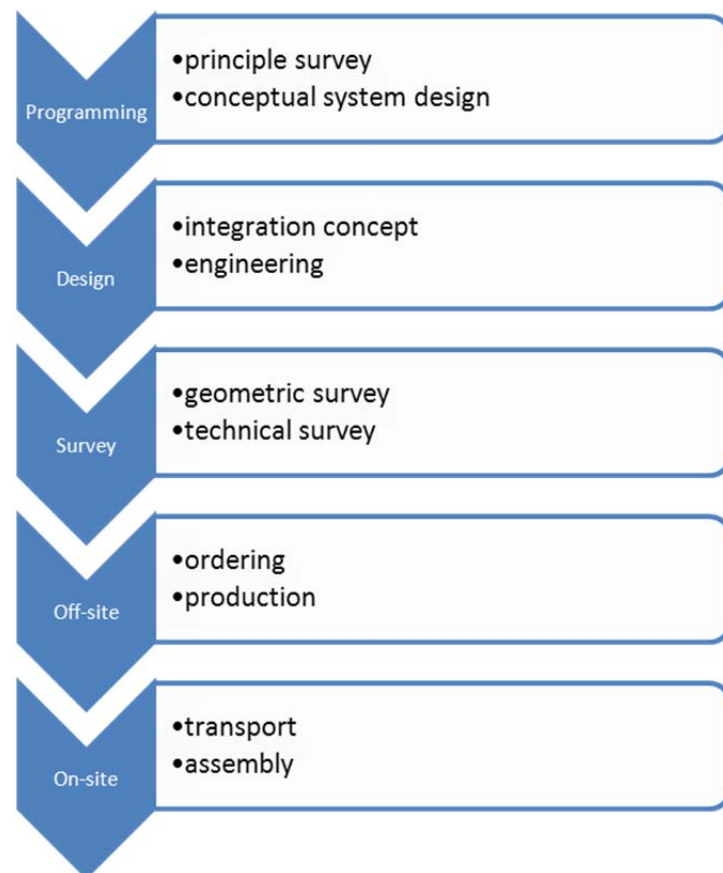 Programming
•principle survey
•conceptual system design
Design
•integration concept
•engineering
Survey
•geometric survey
•technical survey
Off-site
•ordering
•production
On-site
•transport
•assembly